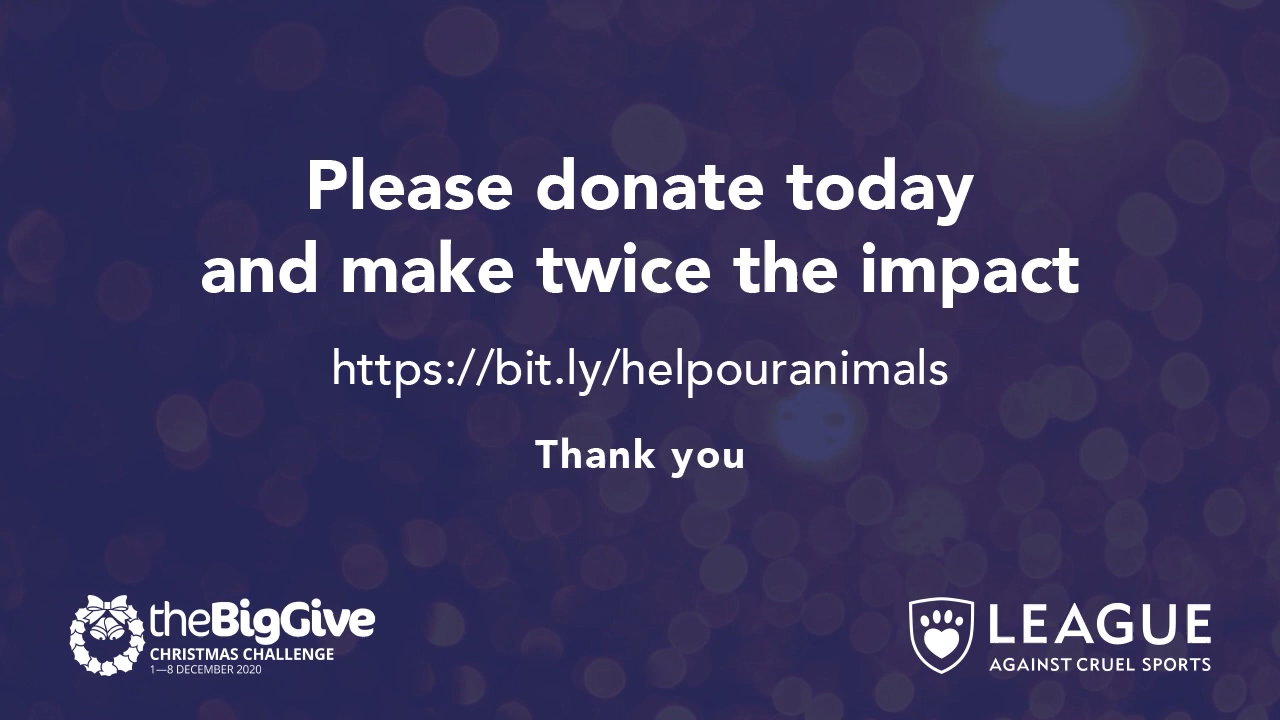 Please donate today
and make twice the impact
https://bit.ly/helpouranimals
Thank you
theBigGive
CHRISTMAS CHALLENGE
1—8 DECEMBER 2020
LEAGUE
AGAINST CRUEL SPORTS